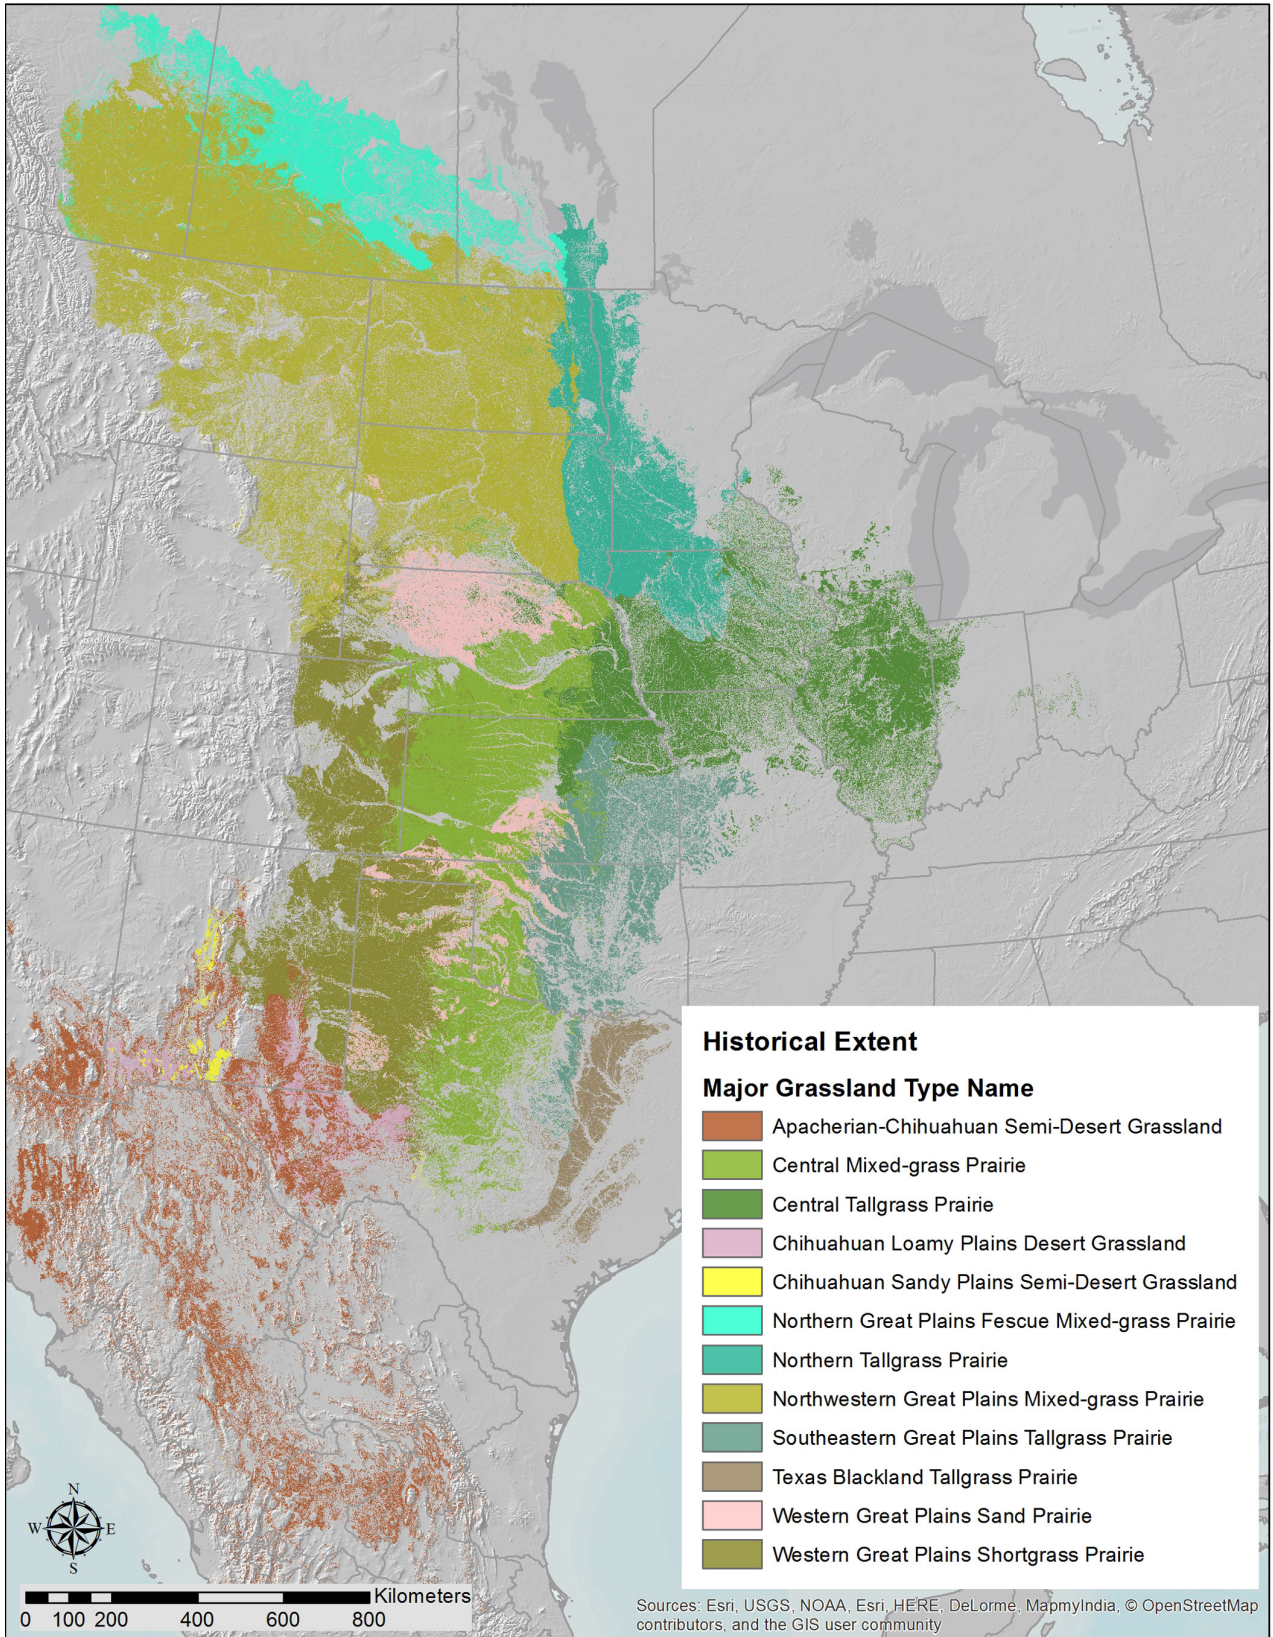 Historical Extent
Major Grassland Type Name
Apacherian-Chihuahuan Semi-Desert Grassland
Central Mixed-grass Prairie
Central Tallgrass Prairie
Chihuahuan Loamy Plains Desert Grassland
Chihuahuan Sandy Plains Semi-Desert Grassland
Northern Great Plains Fescue Mixed-grass Prairie
Northern Tallgrass Prairie
Northwestern Great Plains Mixed-grass Prairie
Southeastern Great Plains Tallgrass Prairie
Texas Blackland Tallgrass Prairie
Western Great Plains Sand Prairie
Western Great Plains Shortgrass Prairie
N
W E
S
Kilometers
0 100 200 400 600 800
Sources: Esri, USGS, NOAA, Esri, HERE, DeLorme, MapmyIndia, © OpenStreetMap
contributors, and the GIS user community